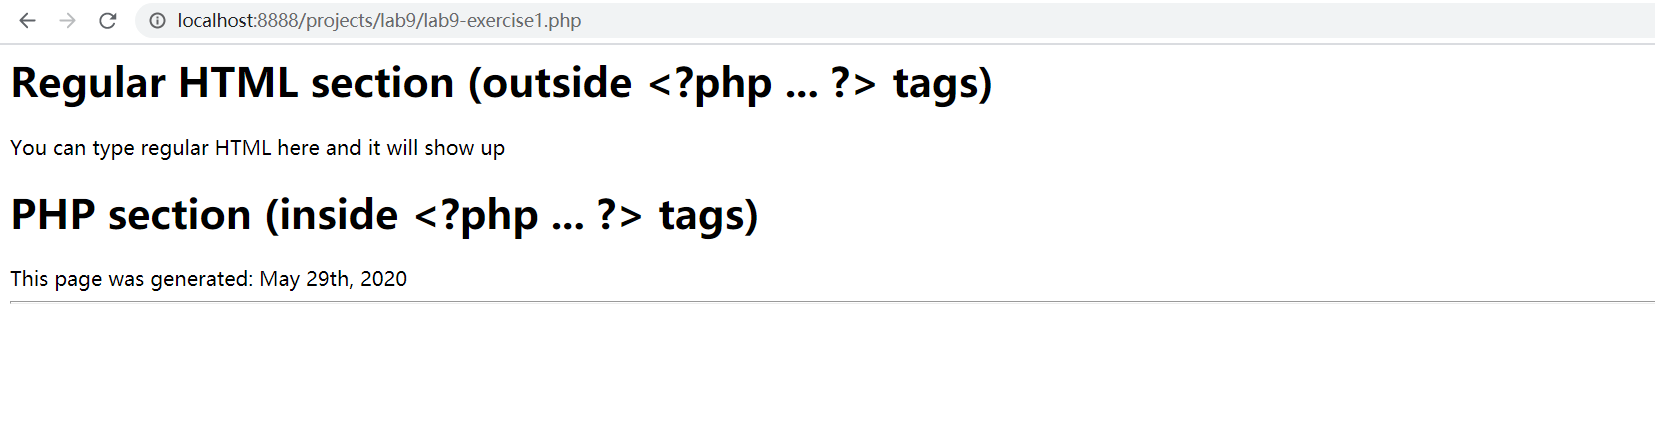 localhost:8888/projects/lab9/lab9-exercise1.php
Regular HTML section (outside <?php ... ?> tags)
You can type regular HTML here and it will show up
PHP section (inside <?php ... ?> tags)
This page was generated: May 29th, 2020